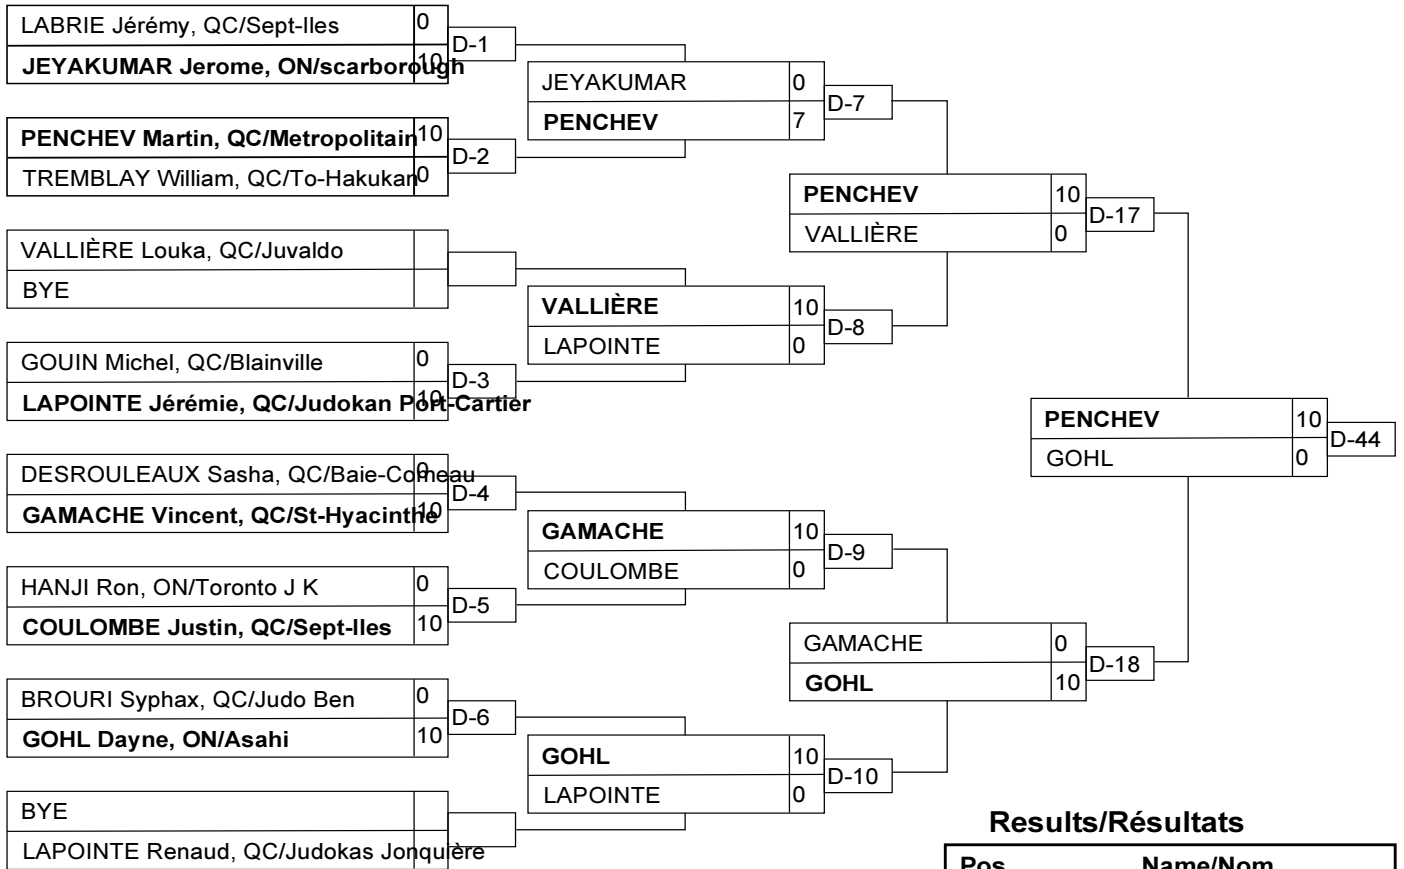 LABRIE Jérémy, QC/Sept-Iles 0
JEYAKUMAR Jerome, ON/scarborough 10
D-1
PENCHEV Martin, QC/Metropolitain 10
TREMBLAY William, QC/To-Hakukan 0
D-2
VALLIÈRE Louka, QC/Juvaldo
BYE
GOUIN Michel, QC/Blainville 0
LAPOINTE Jérémie, QC/Judokan Port-Cartier 10
D-3
DESROULEAUX Sasha, QC/Baie-Comeau 0
GAMACHE Vincent, QC/St-Hyacinthe 10
D-4
HANJI Ron, ON/Toronto J K 0
COULOMBE Justin, QC/Sept-Iles 10
D-5
BROURI Syphax, QC/Judo Ben 0
GOHL Dayne, ON/Asahi 10
D-6
BYE
LAPOINTE Renaud, QC/Judokas Jonquière
JEYAKUMAR 0
PENCHEV 7
D-7
VALLIÈRE 10
LAPOINTE 0
D-8
GAMACHE 10
COULOMBE 0
D-9
GOHL 10
LAPOINTE 0
D-10
PENCHEV 10
VALLIÈRE 0
D-17
GAMACHE 0
GOHL 10
D-18
PENCHEV 10
GOHL 0
D-44
Results/Résultats
Pos Name/Nom